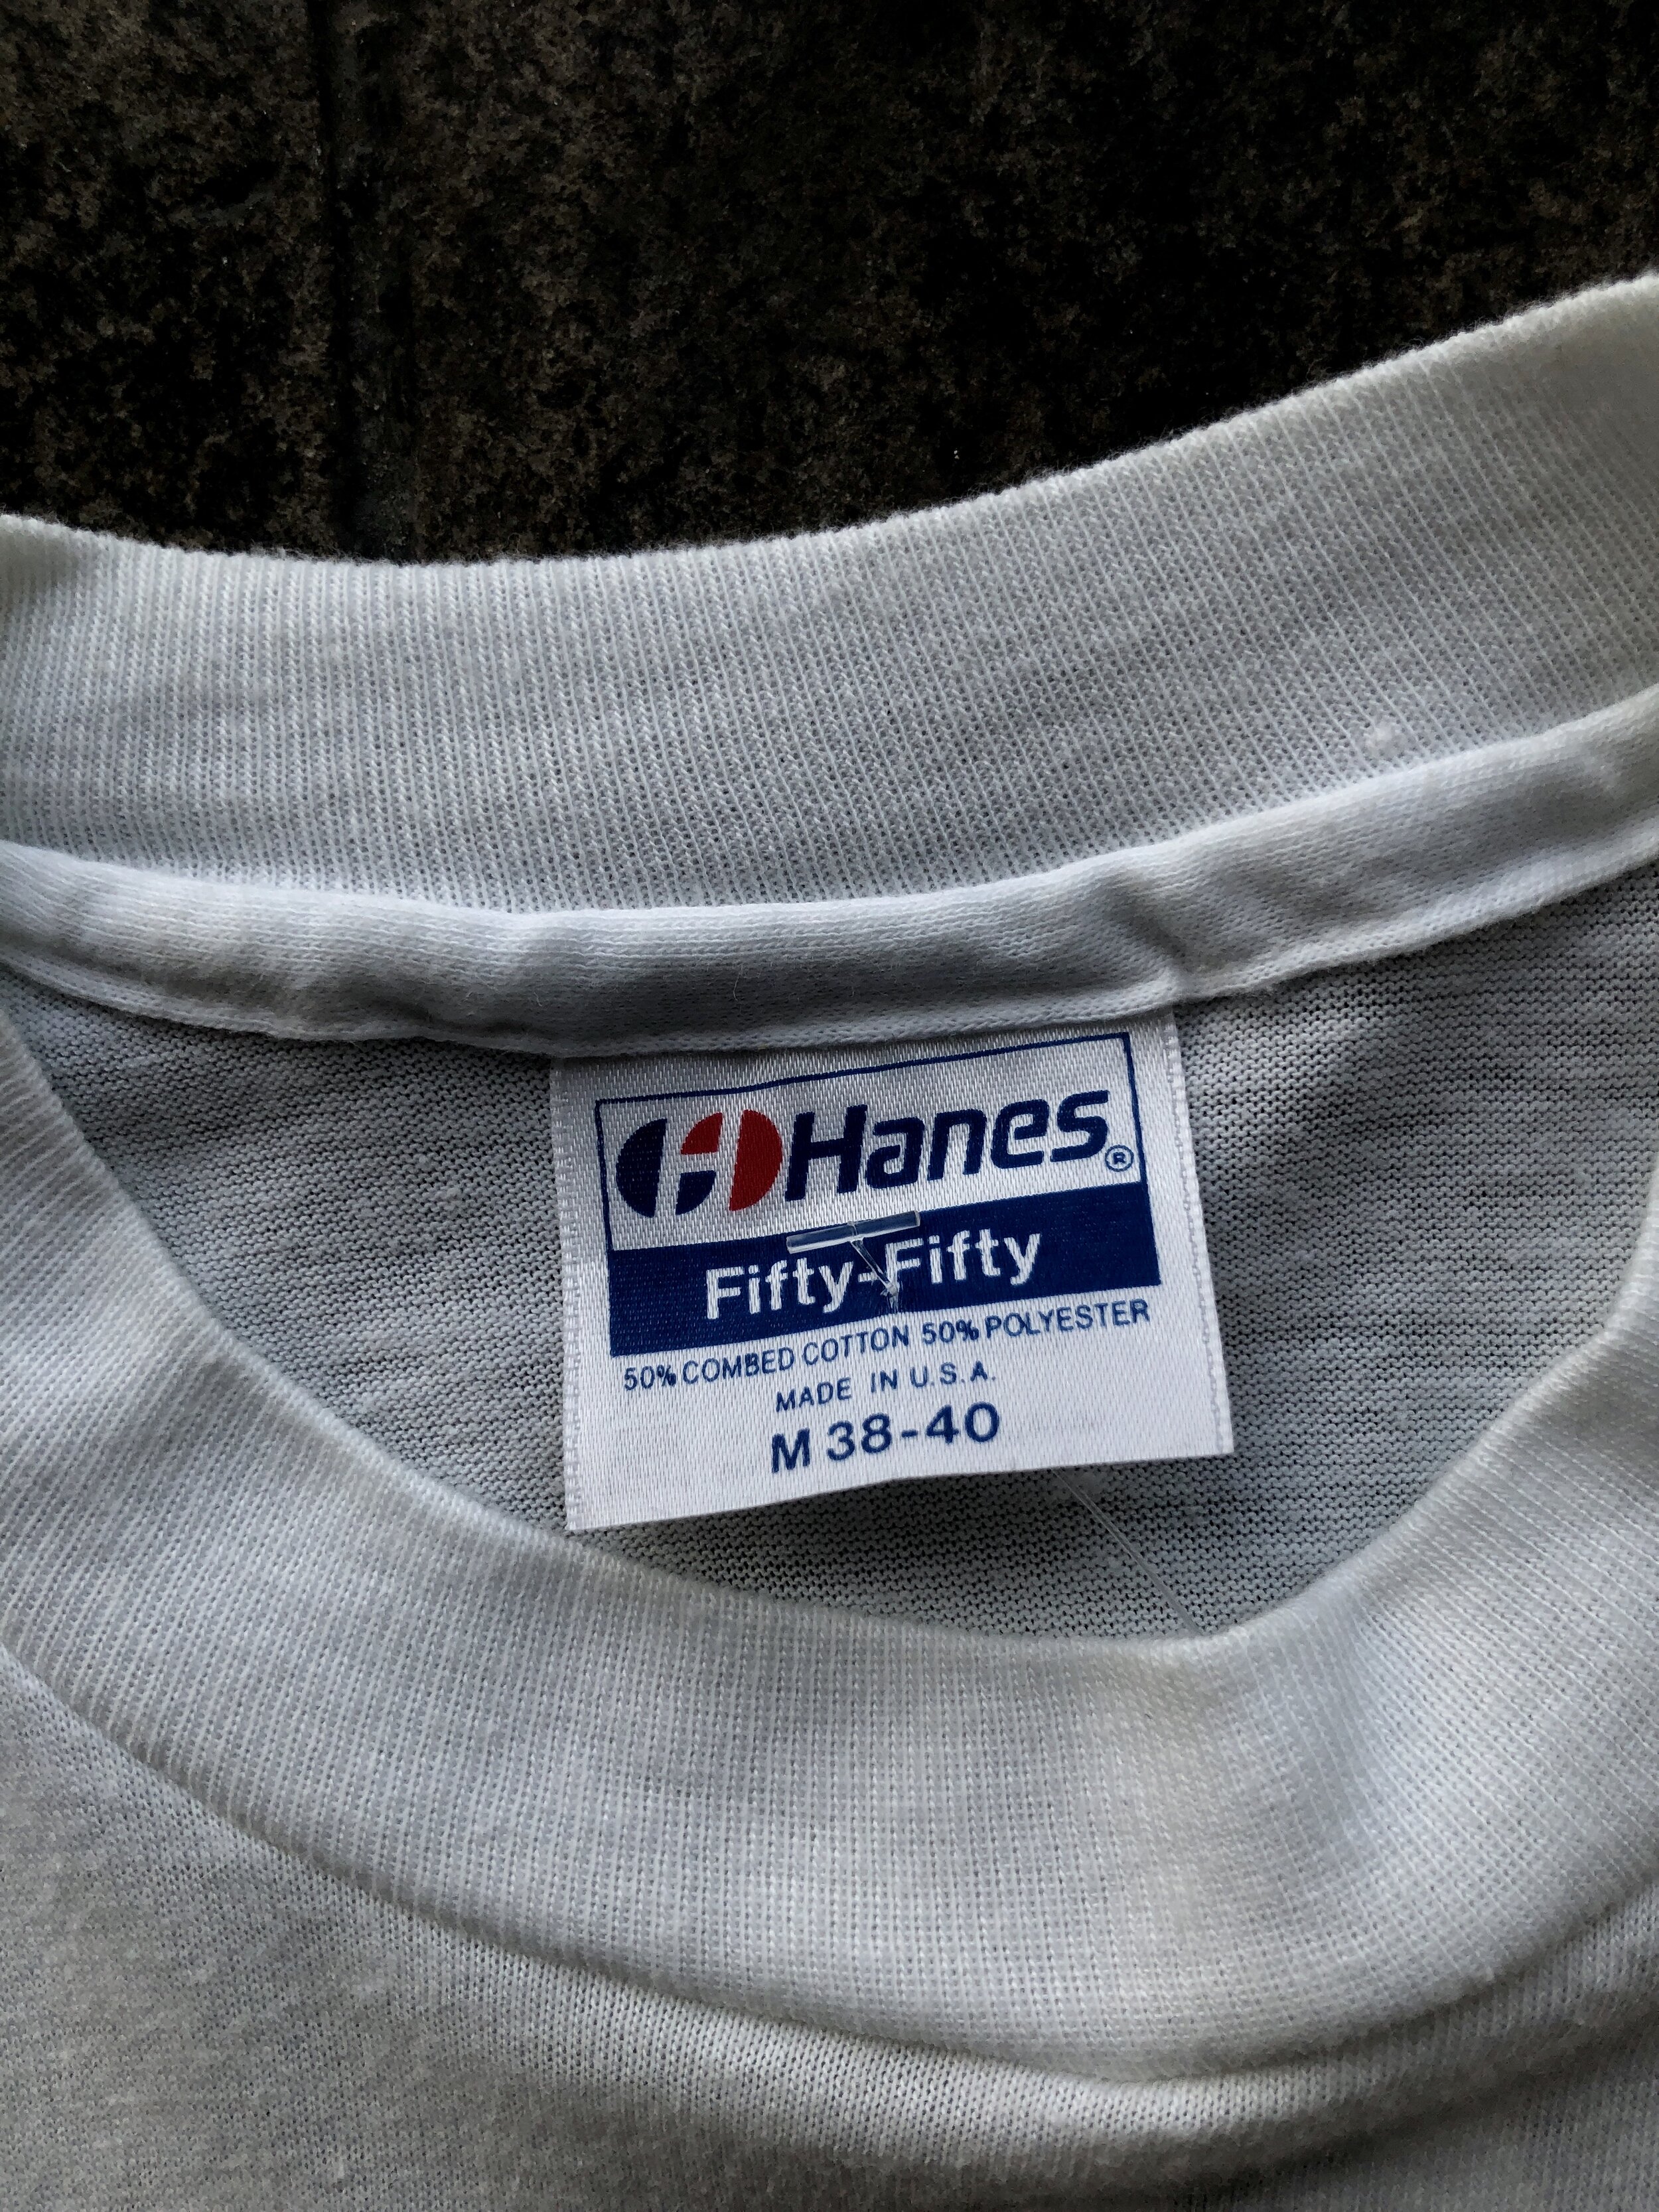 Hanes®
Fifty-Fifty
50% COMBED COTTON 50% POLYESTER
MADE IN U.S.A.
M 38-40